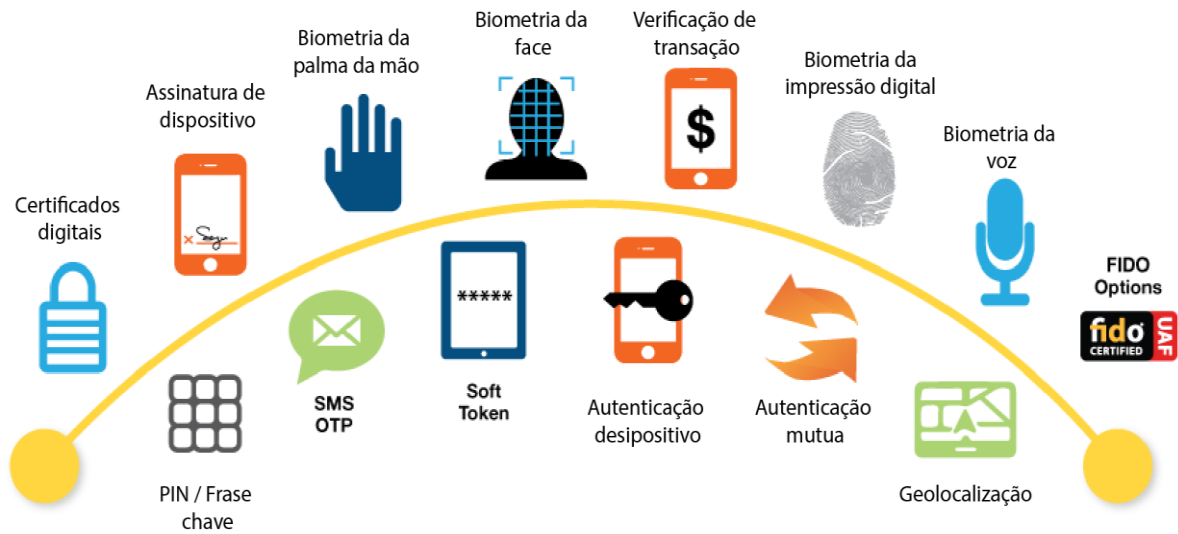 Certificados
digitais
Assinatura de
dispositivo
Biometria da
palma da mão
Biometria da
face
Verificação de
transação
$
Biometria da
impressão digital
Biometria da
voz
FIDO
Options
fido
CERTIFIED
UAF
PIN / Frase
chave
SMS
OTP
*****
Soft
Token
Autenticação
desipositivo
Autenticação
mutua
Geolocalização